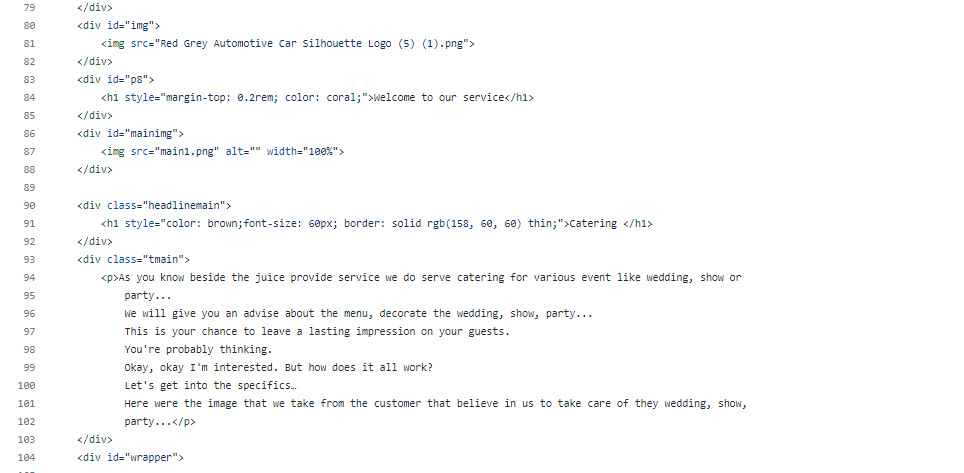 79 </div>
80 <div id="img">
81 <img src="Red Grey Automotive Car Silhouette Logo (5) (1).png">
82 </div>
83 <div id="p8">
84 <h1 style="margin-top: 0.2rem; color: coral;">Welcome to our service</h1>
85 </div>
86 <div id="mainimg">
87 <img src="main1.png" alt="" width="100%">
88 </div>
89
90 <div class="headlinemain">
91 <h1 style="color: brown;font-size: 60px; border: solid rgb(158, 60, 60) thin;">Catering </h1>
92 </div>
93 <div class="tmain">
94 <p>As you know beside the juice provide service we do serve catering for various event like wedding, show or
95 party...
96 We will give you an advise about the menu, decorate the wedding, show, party...
97 This is your chance to leave a lasting impression on your guests.
98 You're probably thinking.
99 Okay, okay I'm interested. But how does it all work?
100 Let's get into the specifics…
101 Here were the image that we take from the customer that believe in us to take care of they wedding, show,
102 party...</p>
103 </div>
104 <div id="wrapper">